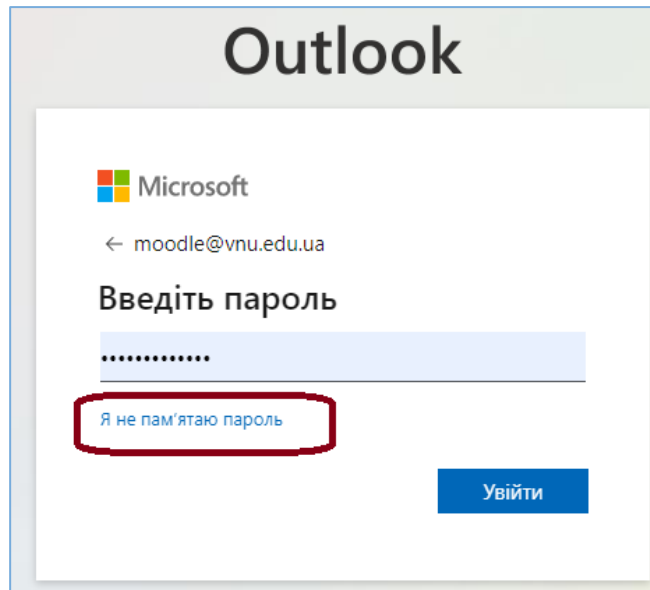 Outlook
Microsoft
← moodle@vnu.edu.ua
Введіть пароль
•••••••••••••
Я не пам’ятаю пароль
Увійти